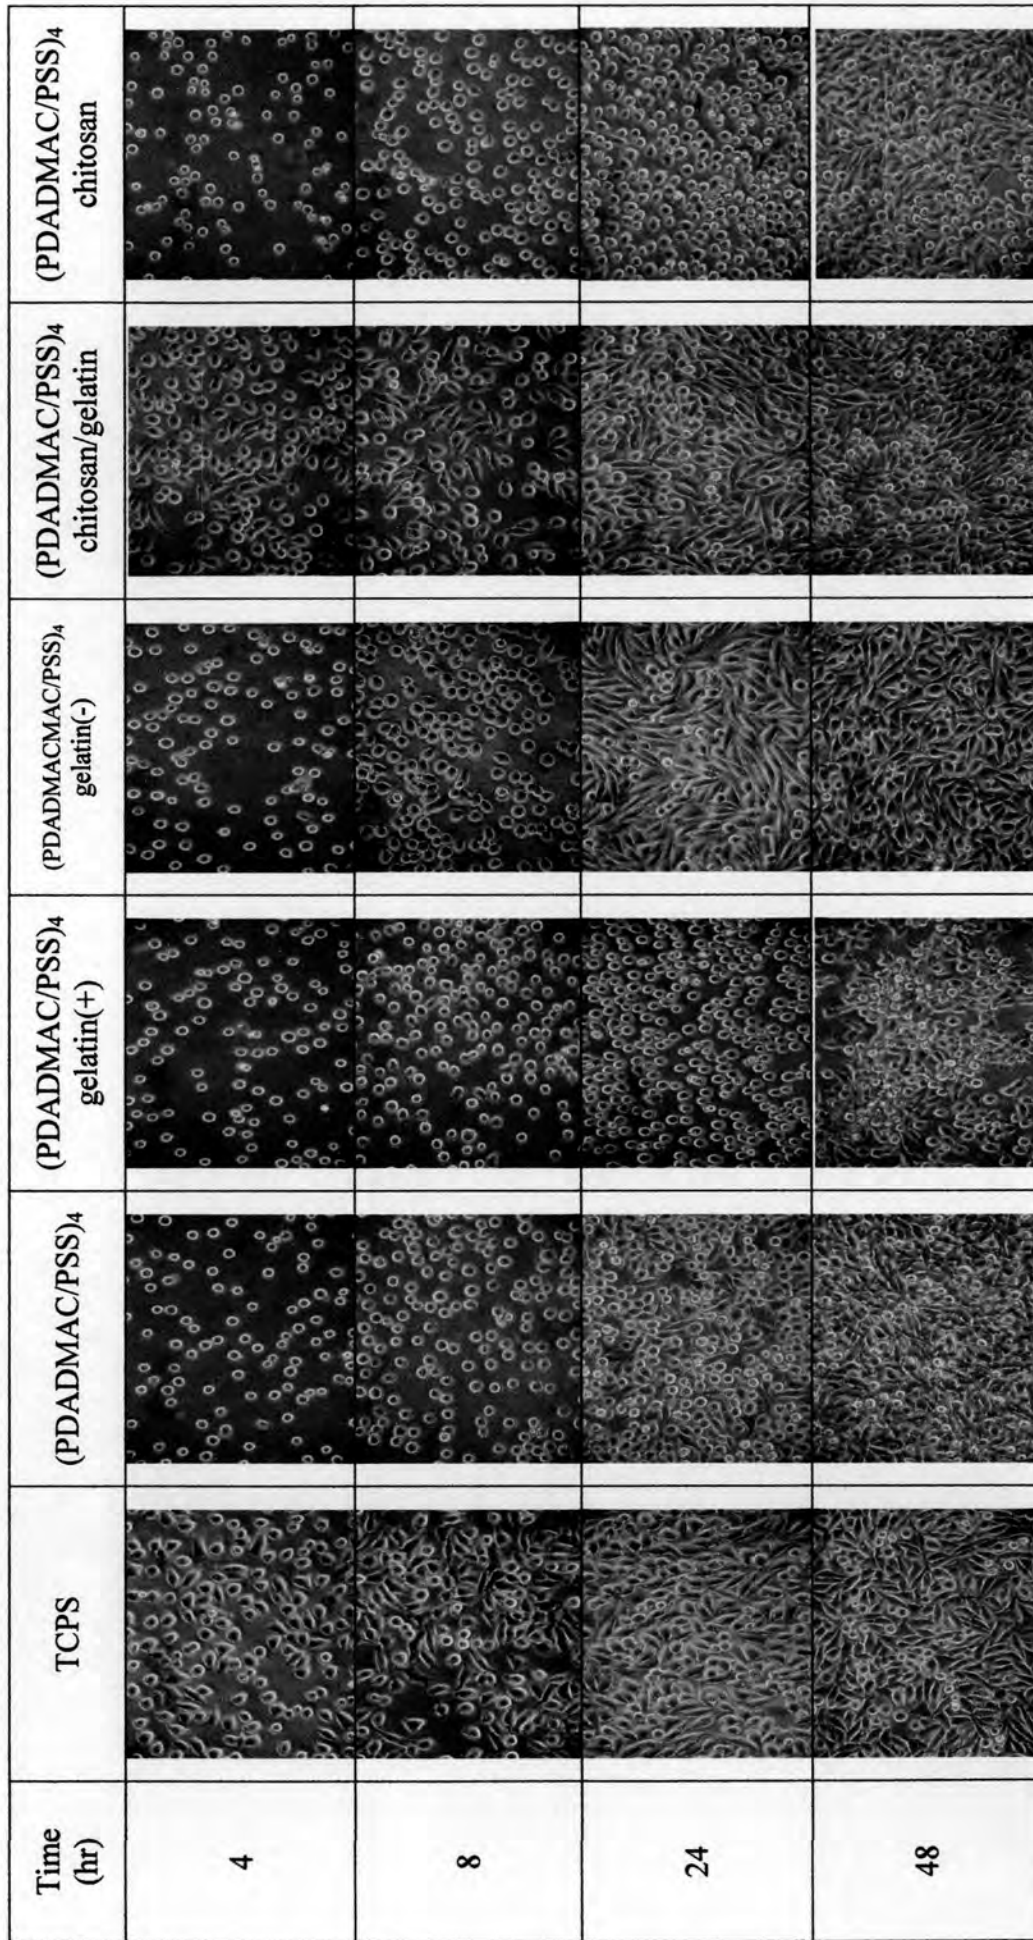 Time
(hr)
TCPS
(PDADMAC/PSS)₄
(PDADMAC/PSS)₄
gelatin(+)
(PDADMACMAC/PSS)₄
gelatin(-)
(PDADMAC/PSS)₄
chitosan/gelatin
(PDADMAC/PSS)₄
chitosan
4
8
24
48